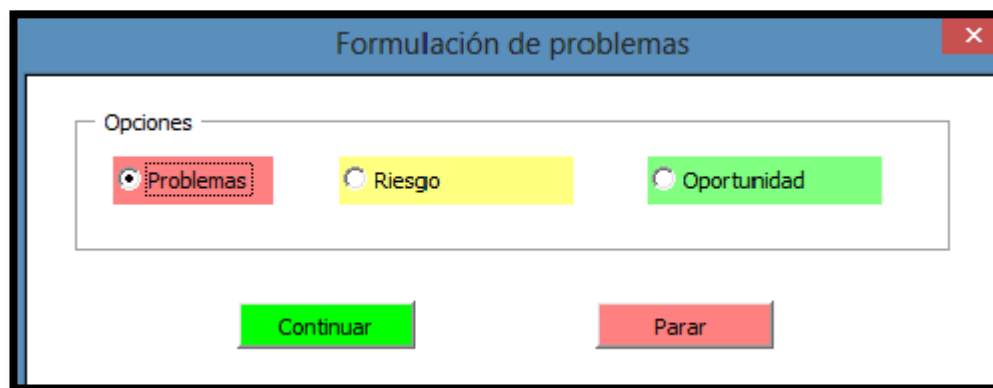 Formulación de problemas
Opciones
Problemas Riesgo Oportunidad
Continuar Parar